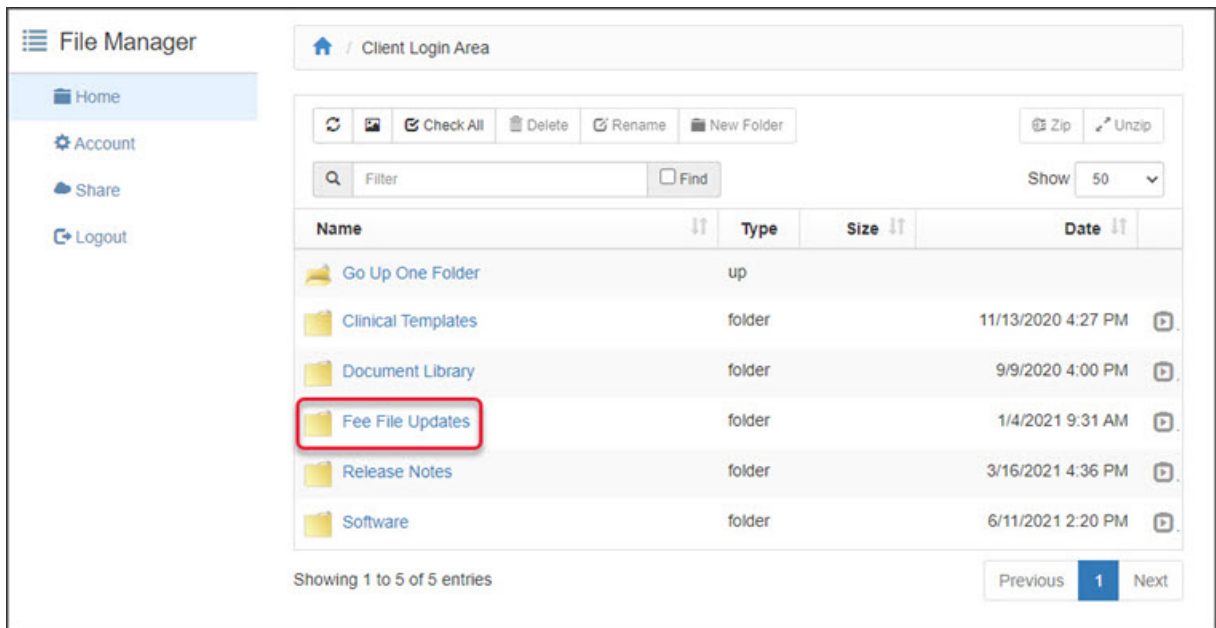 File Manager
Home
Account
Share
Logout
/ Client Login Area
Check All Delete Rename New Folder Zip Unzip
Filter Find Show 50
Name Type Size Date
Go Up One Folder up
Clinical Templates folder 11/13/2020 4:27 PM
Document Library folder 9/9/2020 4:00 PM
Fee File Updates folder 1/4/2021 9:31 AM
Release Notes folder 3/16/2021 4:36 PM
Software folder 6/11/2021 2:20 PM
Showing 1 to 5 of 5 entries Previous 1 Next